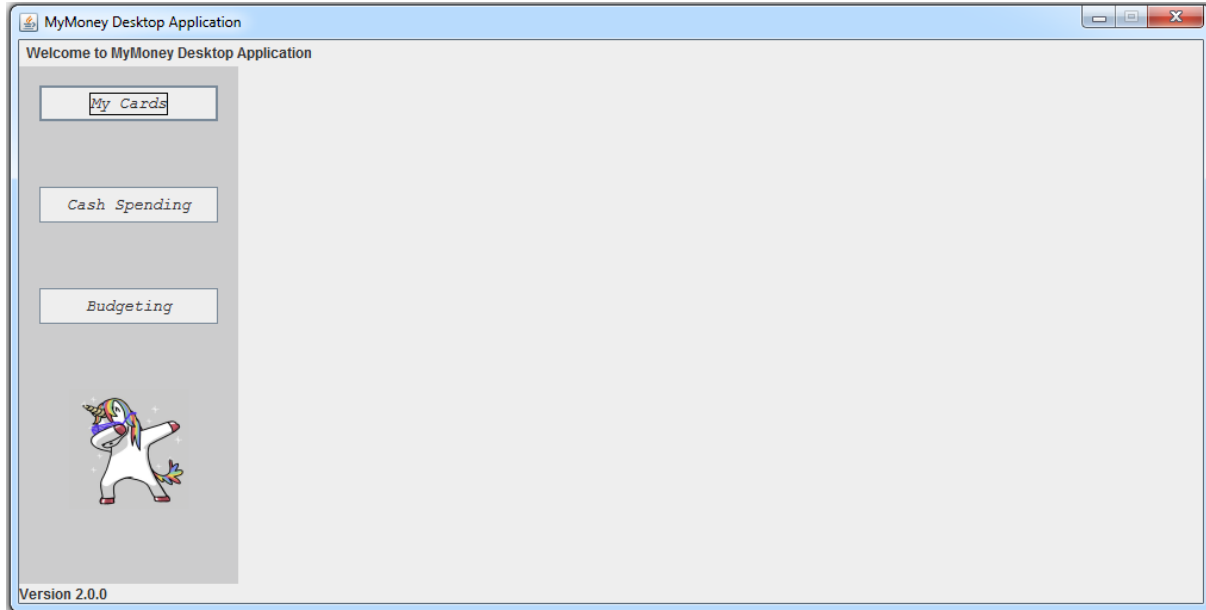 MyMoney Desktop Application
Welcome to MyMoney Desktop Application
My Cards
Cash Spending
Budgeting
Version 2.0.0